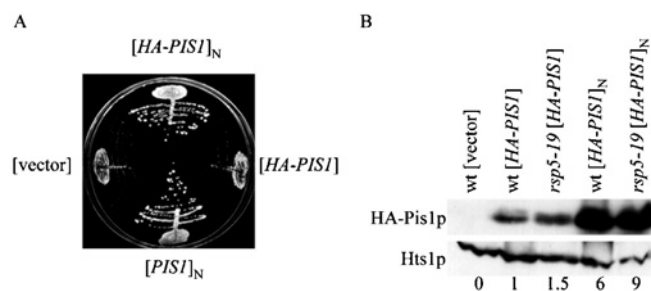 A
B
[HA-PIS1]N
[vector]
[HA-PIS1]
[PIS1]N
wt [vector]
wt [HA-PIS1]
rsp5-19 [HA-PIS1]
wt [HA-PIS1]N
rsp5-19 [HA-PIS1]N
HA-Pis1p
Hts1p
0 1 1.5 6 9